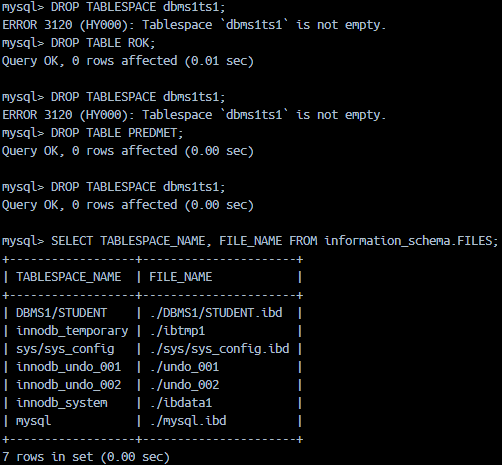 mysql> DROP TABLESPACE dbms1ts1;
ERROR 3120 (HY000): Tablespace `dbms1ts1` is not empty.
mysql> DROP TABLE ROK;
Query OK, 0 rows affected (0.01 sec)

mysql> DROP TABLESPACE dbms1ts1;
ERROR 3120 (HY000): Tablespace `dbms1ts1` is not empty.
mysql> DROP TABLE PREDMET;
Query OK, 0 rows affected (0.00 sec)

mysql> DROP TABLESPACE dbms1ts1;
Query OK, 0 rows affected (0.00 sec)

mysql> SELECT TABLESPACE_NAME, FILE_NAME FROM information_schema.FILES;
+------------------+----------------------+
| TABLESPACE_NAME  | FILE_NAME            |
+------------------+----------------------+
| DBMS1/STUDENT    | ./DBMS1/STUDENT.ibd  |
| innodb_temporary | ./ibtmp1             |
| sys/sys_config   | ./sys/sys_config.ibd |
| innodb_undo_001  | ./undo_001           |
| innodb_undo_002  | ./undo_002           |
| innodb_system    | ./ibdata1            |
| mysql            | ./mysql.ibd          |
+------------------+----------------------+
7 rows in set (0.00 sec)